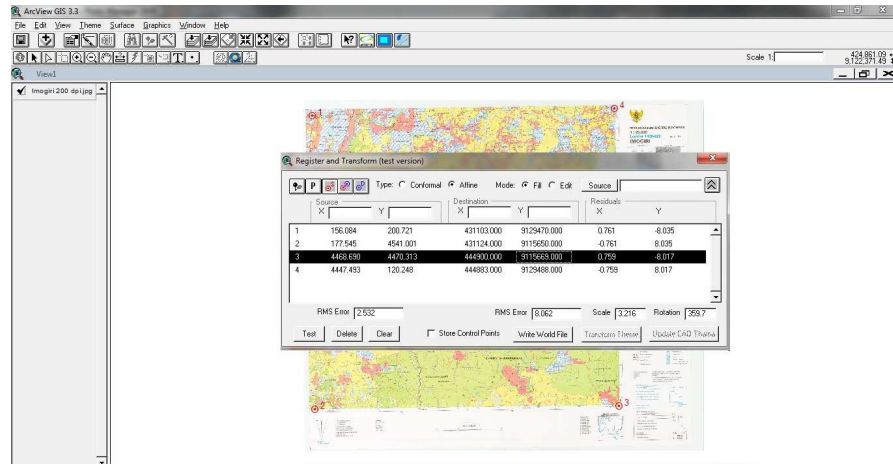 ArcView GIS 3.3
File Edit View Theme Surface Graphics Window Help
Scale 1: 424,861.09
9,122,371.49
View1
Imogiri 200 dpi.jpg
1
4
Register and Transform (test version)
P Type: Conformal Affine Mode: Fill Edit Source
Source Destination Residuals
X Y X Y X Y
1 156.084 200.721 431103.000 9129470.000 0.761 -8.035
2 177.545 4541.001 431124.000 9115650.000 -0.761 8.035
3 4468.690 4470.313 444900.000 9115669.000 0.759 -8.017
4 4447.493 120.248 444883.000 9129488.000 -0.759 8.017
RMS Error 2.532 RMS Error 8.062 Scale 3.216 Rotation 359.7
Test Delete Clear Store Control Points Write World File Transform Theme Update CAD Theme
2
3